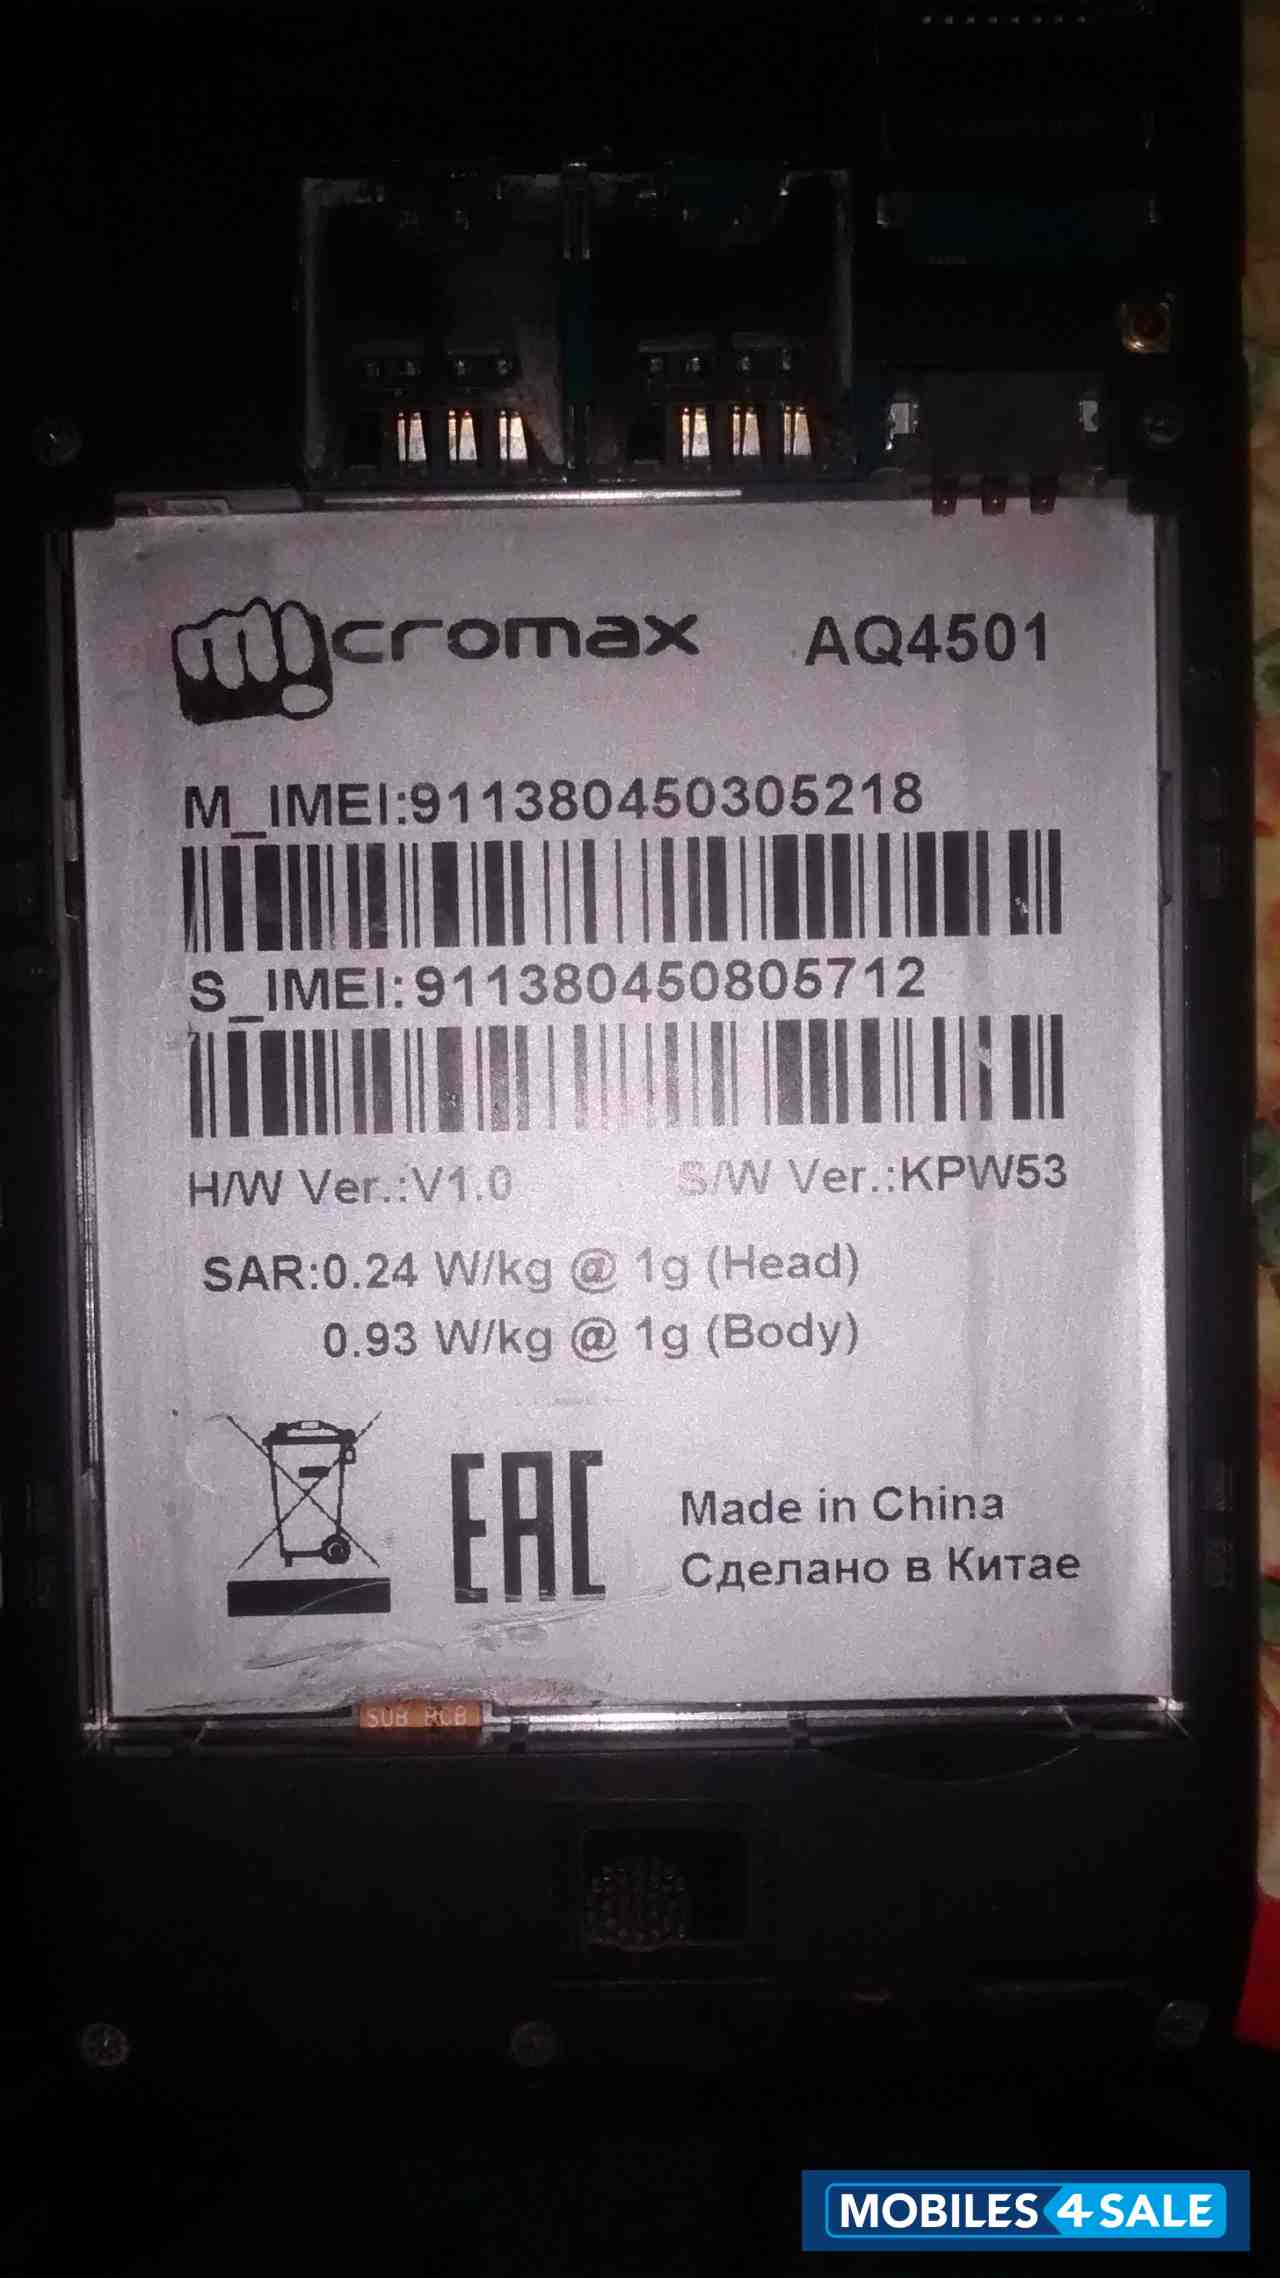 Micromax AQ4501
M_IMEI:911380450305218
S_IMEI:911380450805712
H/W Ver.:V1.0 S/W Ver.:KPW53
SAR:0.24 W/kg @ 1g (Head)
0.93 W/kg @ 1g (Body)
EAC
Made in China
Сделано в Китае
SUB PCB
MOBILES 4 SALE